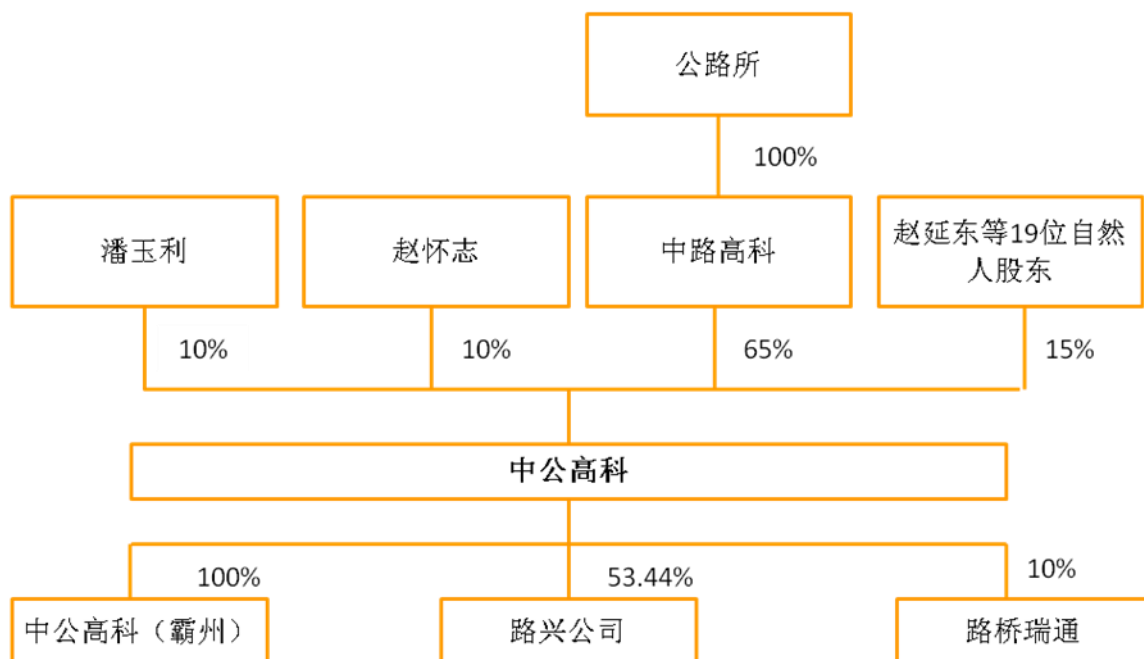 公路所
100%
潘玉利
赵怀志
中路高科
赵延东等19位自然
人股东
10%
10%
65%
15%
中公高科
100%
53.44%
10%
中公高科（霸州）
路兴公司
路桥瑞通